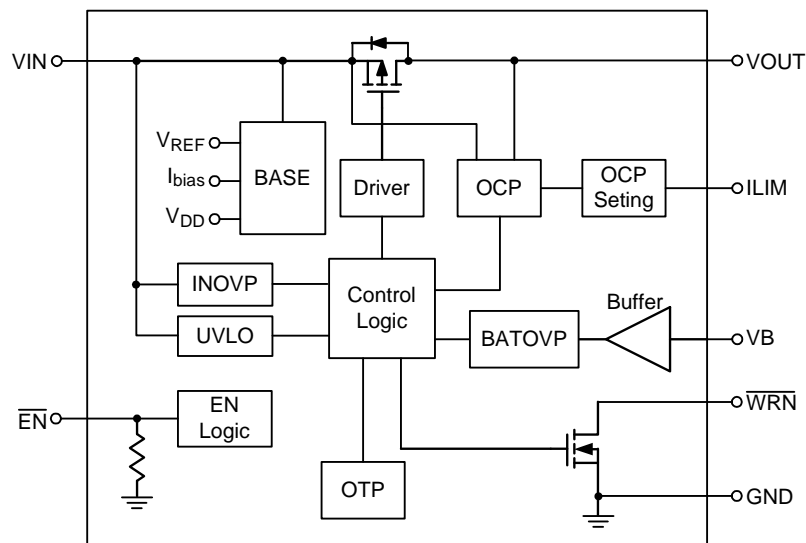 VIN
VOUT
VREF
Ibias
VDD
BASE
Driver
OCP
OCP
Seting
ILIM
INOVP
UVLO
Control
Logic
BATOVP
Buffer
VB
EN
EN
Logic
OTP
WRN
GND